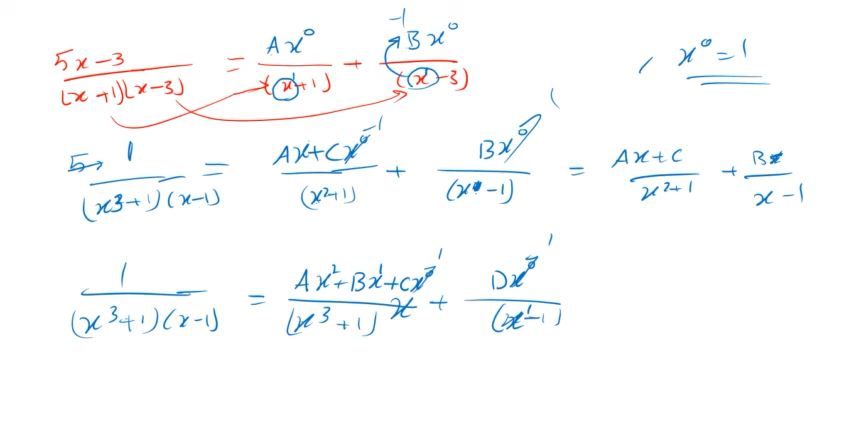 (5x-3)/((x+1)(x-3)) = Ax⁰/(x¹+1) + Bx⁰/(x¹-3) , x⁰=1
1/((x³+1)(x-1)) = (Ax+Cx⁰)/(x²+1) + Bx⁰/(x-1) = (Ax+C)/(x²+1) + B/(x-1)
1/((x³+1)(x-1)) = (Ax²+Bx¹+Cx⁰)/(x³+1) + Dx⁰/(x¹-1)